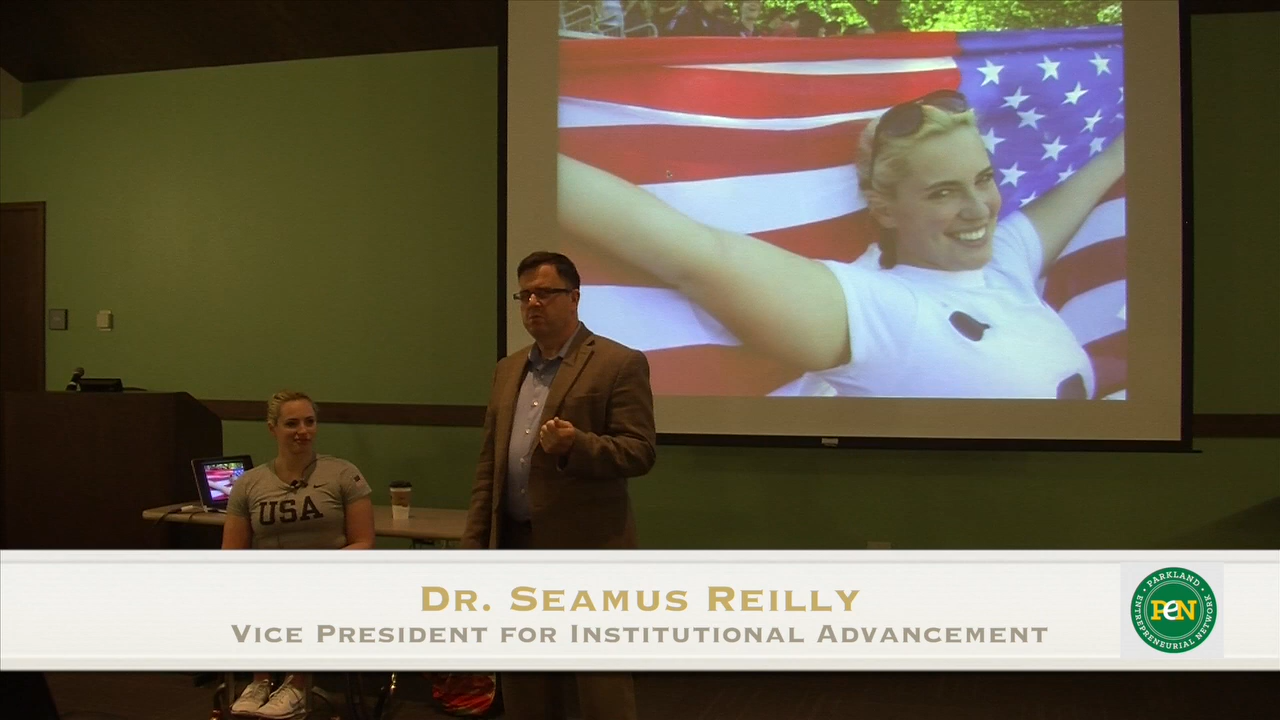 USA
DR. SEAMUS REILLY
VICE PRESIDENT FOR INSTITUTIONAL ADVANCEMENT
PARKLAND
PeN
ENTREPRENEURIAL NETWORK